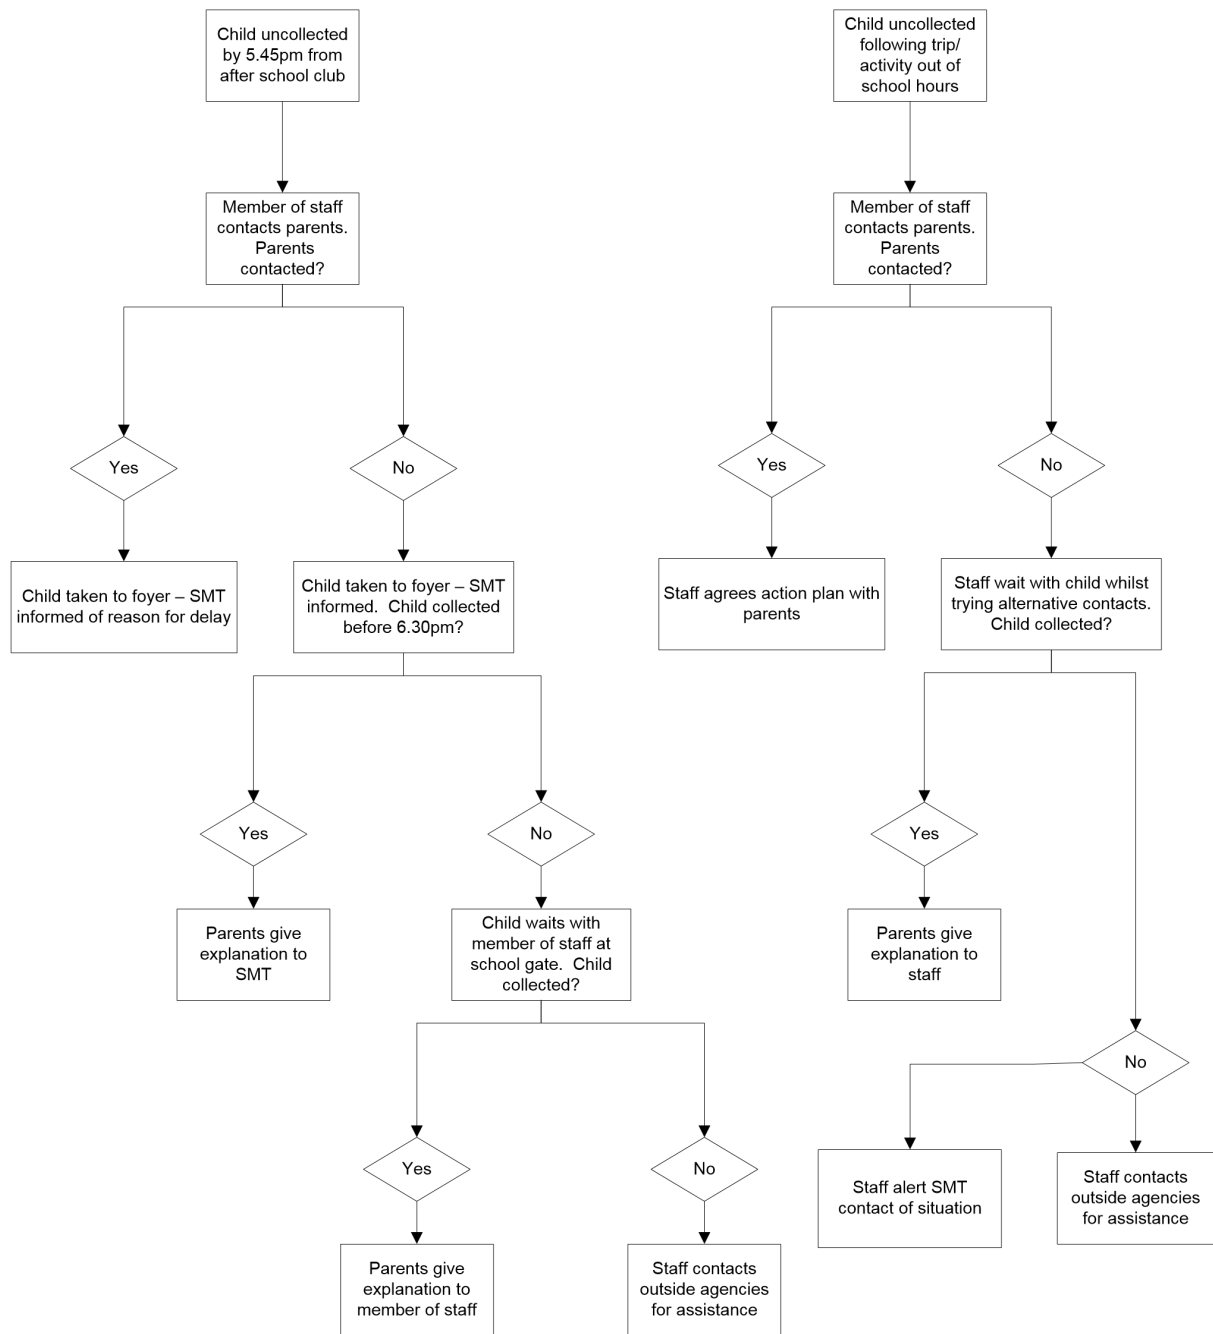 Child uncollected
by 5.45pm from
after school club
Member of staff
contacts parents.
Parents
contacted?
Yes
No
Child taken to foyer – SMT
informed of reason for delay
Child taken to foyer – SMT
informed.  Child collected
before 6.30pm?
Yes
No
Parents give
explanation to
SMT
Child waits with
member of staff at
school gate.  Child
collected?
Yes
No
Parents give
explanation to
member of staff
Staff contacts
outside agencies
for assistance
Child uncollected
following trip/
activity out of
school hours
Member of staff
contacts parents.
Parents
contacted?
Yes
No
Staff agrees action plan with
parents
Staff wait with child whilst
trying alternative contacts.
Child collected?
Yes
Parents give
explanation to
staff
No
Staff alert SMT
contact of situation
Staff contacts
outside agencies
for assistance